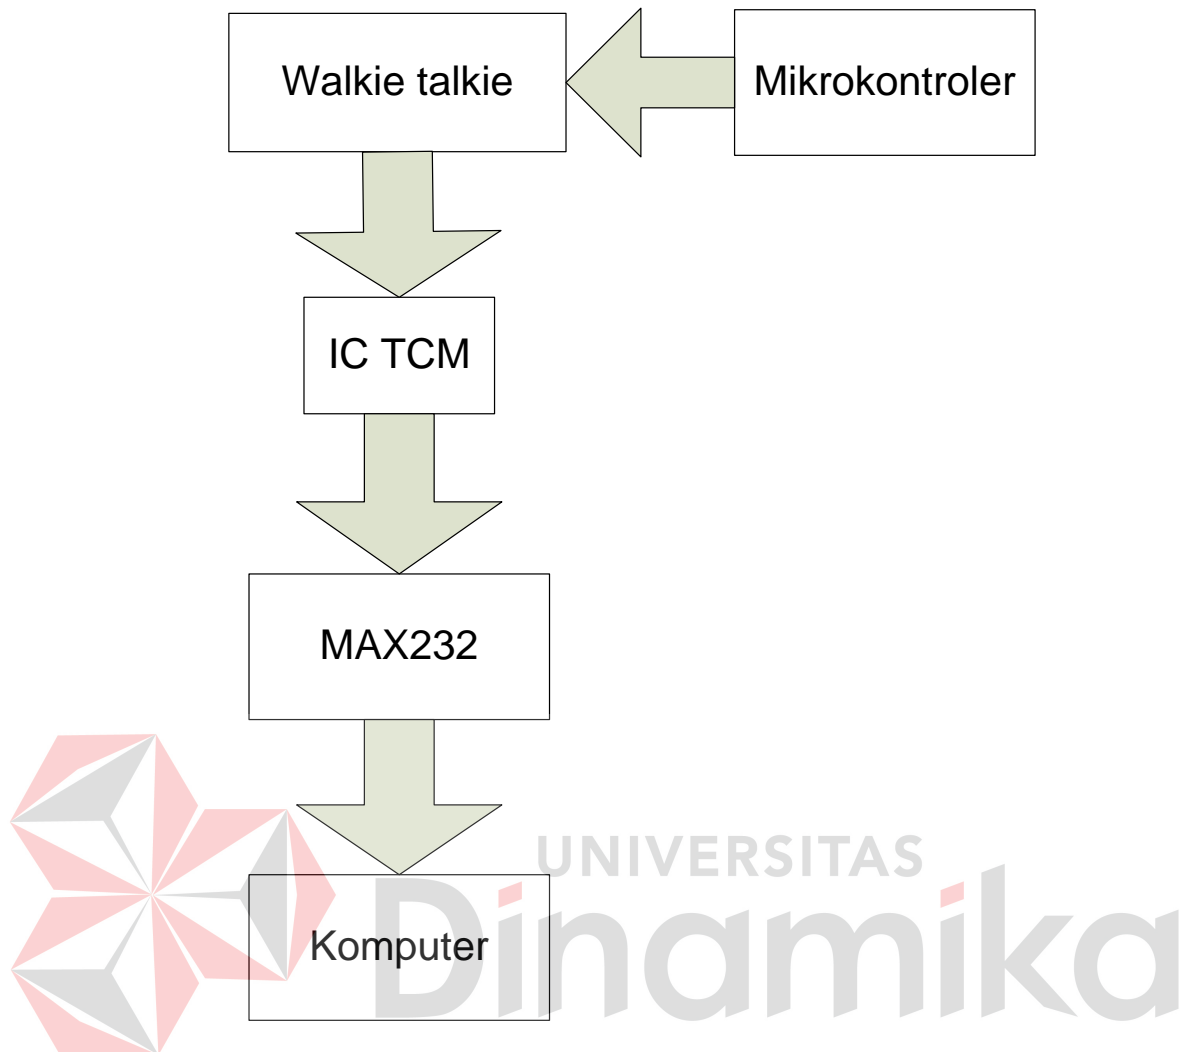 Walkie talkie
Mikrokontroler
IC TCM
MAX232
Komputer
UNIVERSITAS
Dinamika